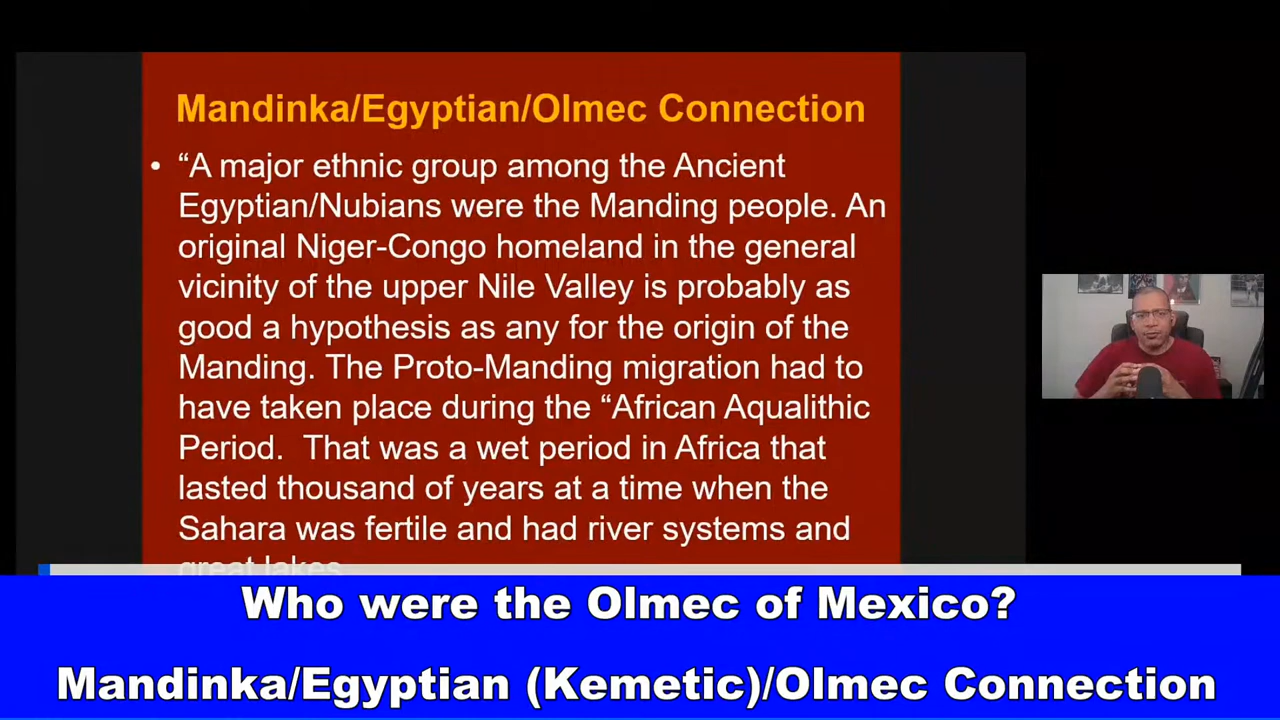 Mandinka/Egyptian/Olmec Connection
• “A major ethnic group among the Ancient
Egyptian/Nubians were the Manding people. An
original Niger-Congo homeland in the general
vicinity of the upper Nile Valley is probably as
good a hypothesis as any for the origin of the
Manding. The Proto-Manding migration had to
have taken place during the “African Aqualithic
Period.  That was a wet period in Africa that
lasted thousand of years at a time when the
Sahara was fertile and had river systems and
great lakes
Who were the Olmec of Mexico?
Mandinka/Egyptian (Kemetic)/Olmec Connection